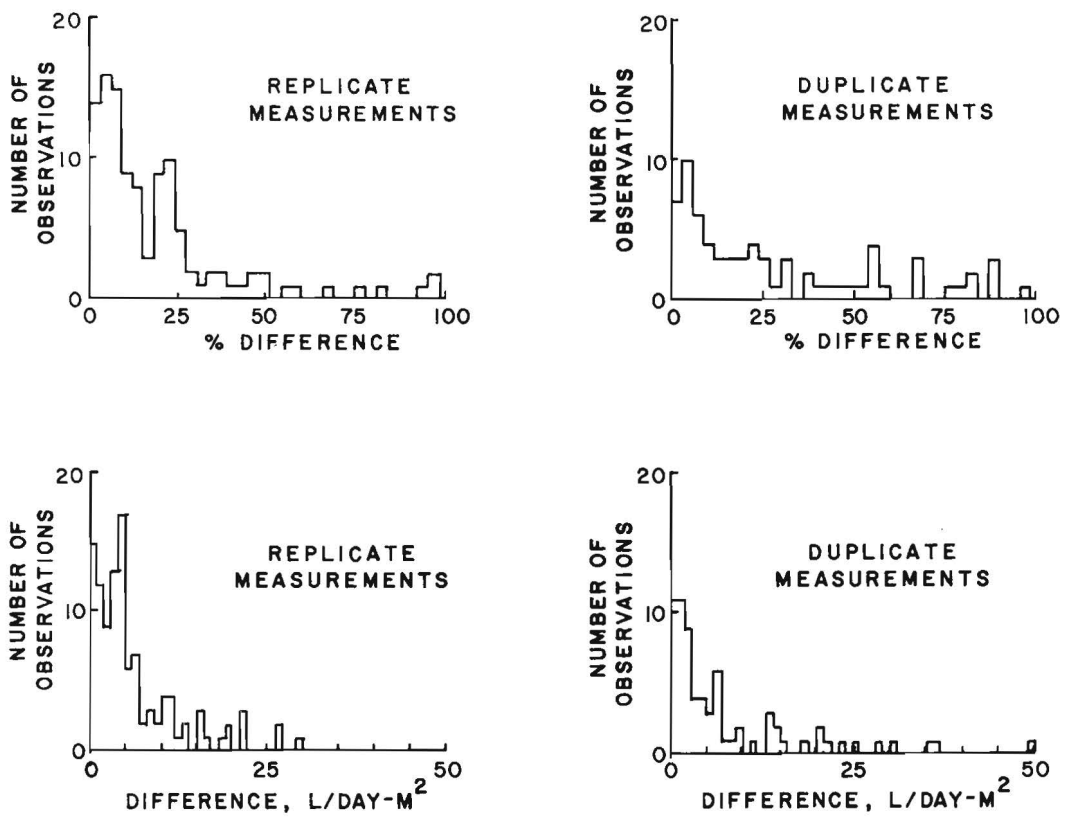 20
10
0
NUMBER OF
OBSERVATIONS
REPLICATE
MEASUREMENTS
0 25 50 75 100
% DIFFERENCE
20
10
0
NUMBER OF
OBSERVATIONS
DUPLICATE
MEASUREMENTS
0 25 50 75 100
% DIFFERENCE
20
10
0
NUMBER OF
OBSERVATIONS
REPLICATE
MEASUREMENTS
0 25 50
DIFFERENCE, L/DAY-M²
20
10
0
NUMBER OF
OBSERVATIONS
DUPLICATE
MEASUREMENTS
0 25 50
DIFFERENCE, L/DAY-M²